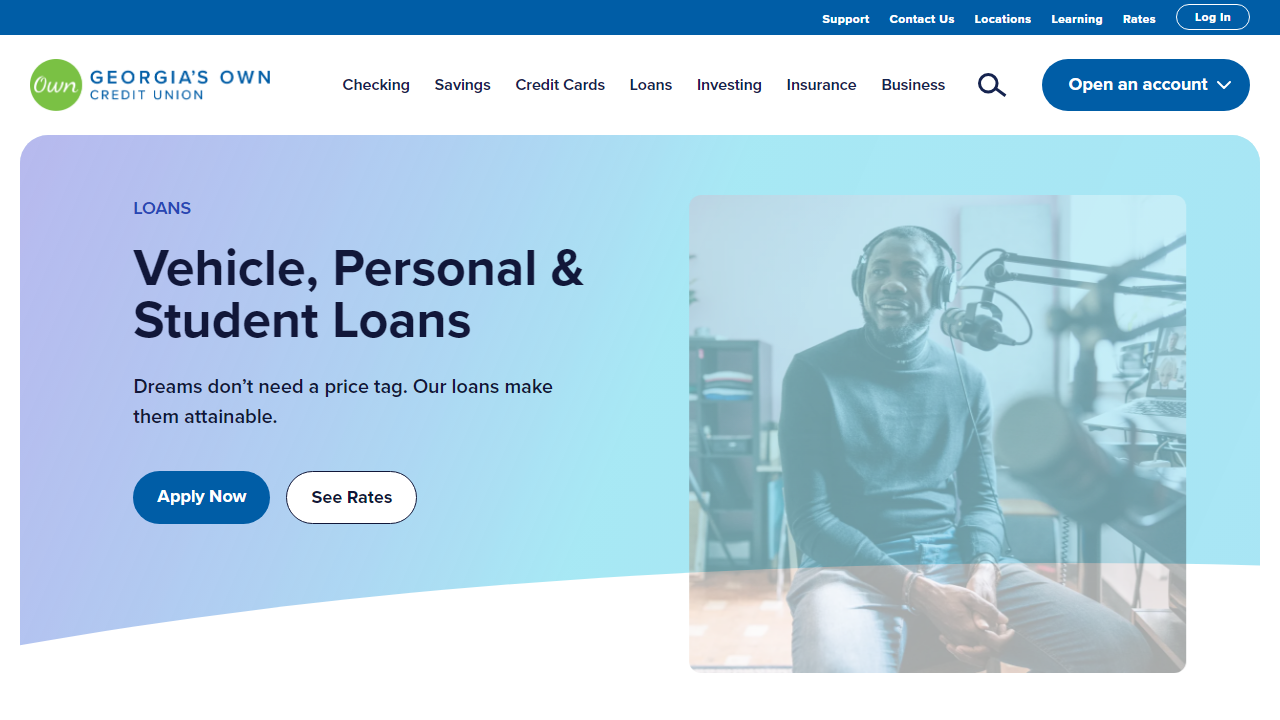 Support Contact Us Locations Learning Rates Log In
Own GEORGIA'S OWN
CREDIT UNION
Checking Savings Credit Cards Loans Investing Insurance Business Open an account
LOANS
Vehicle, Personal &
Student Loans
Dreams don’t need a price tag. Our loans make
them attainable.
Apply Now See Rates